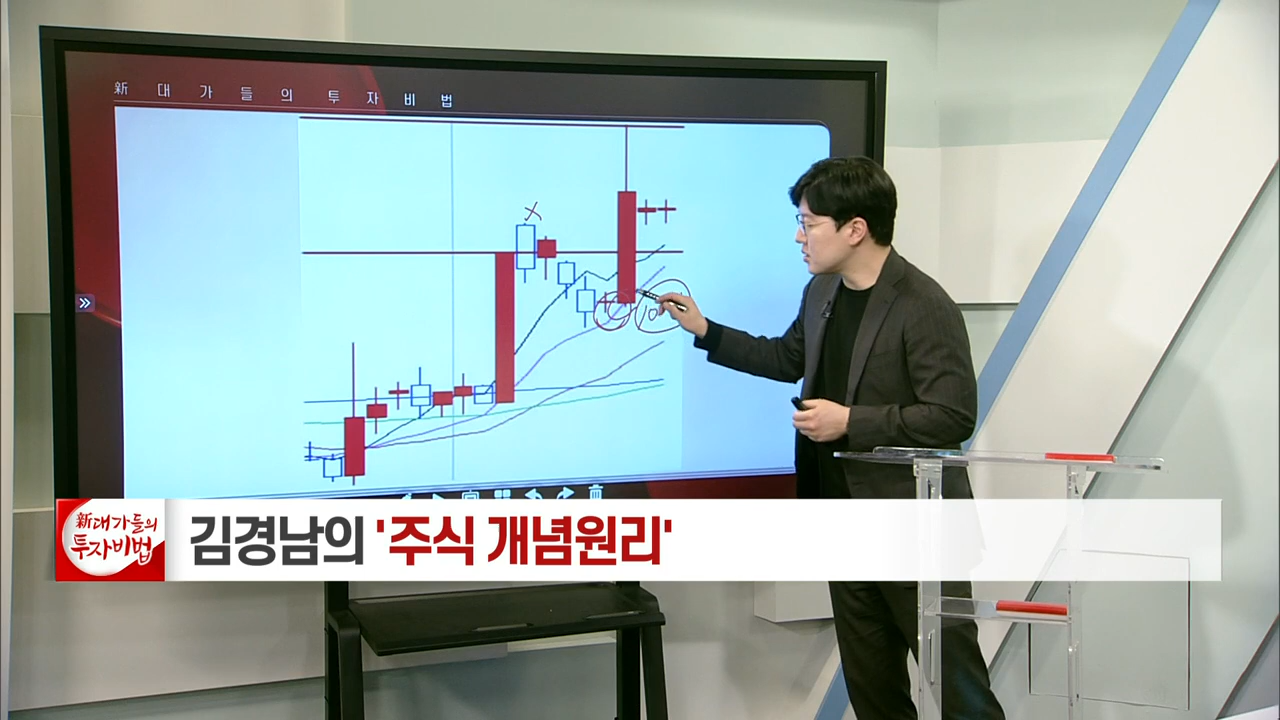 新 대 가 들 의 투 자 비 법
10
新대가들의
투자비법
김경남의 '주식 개념원리'